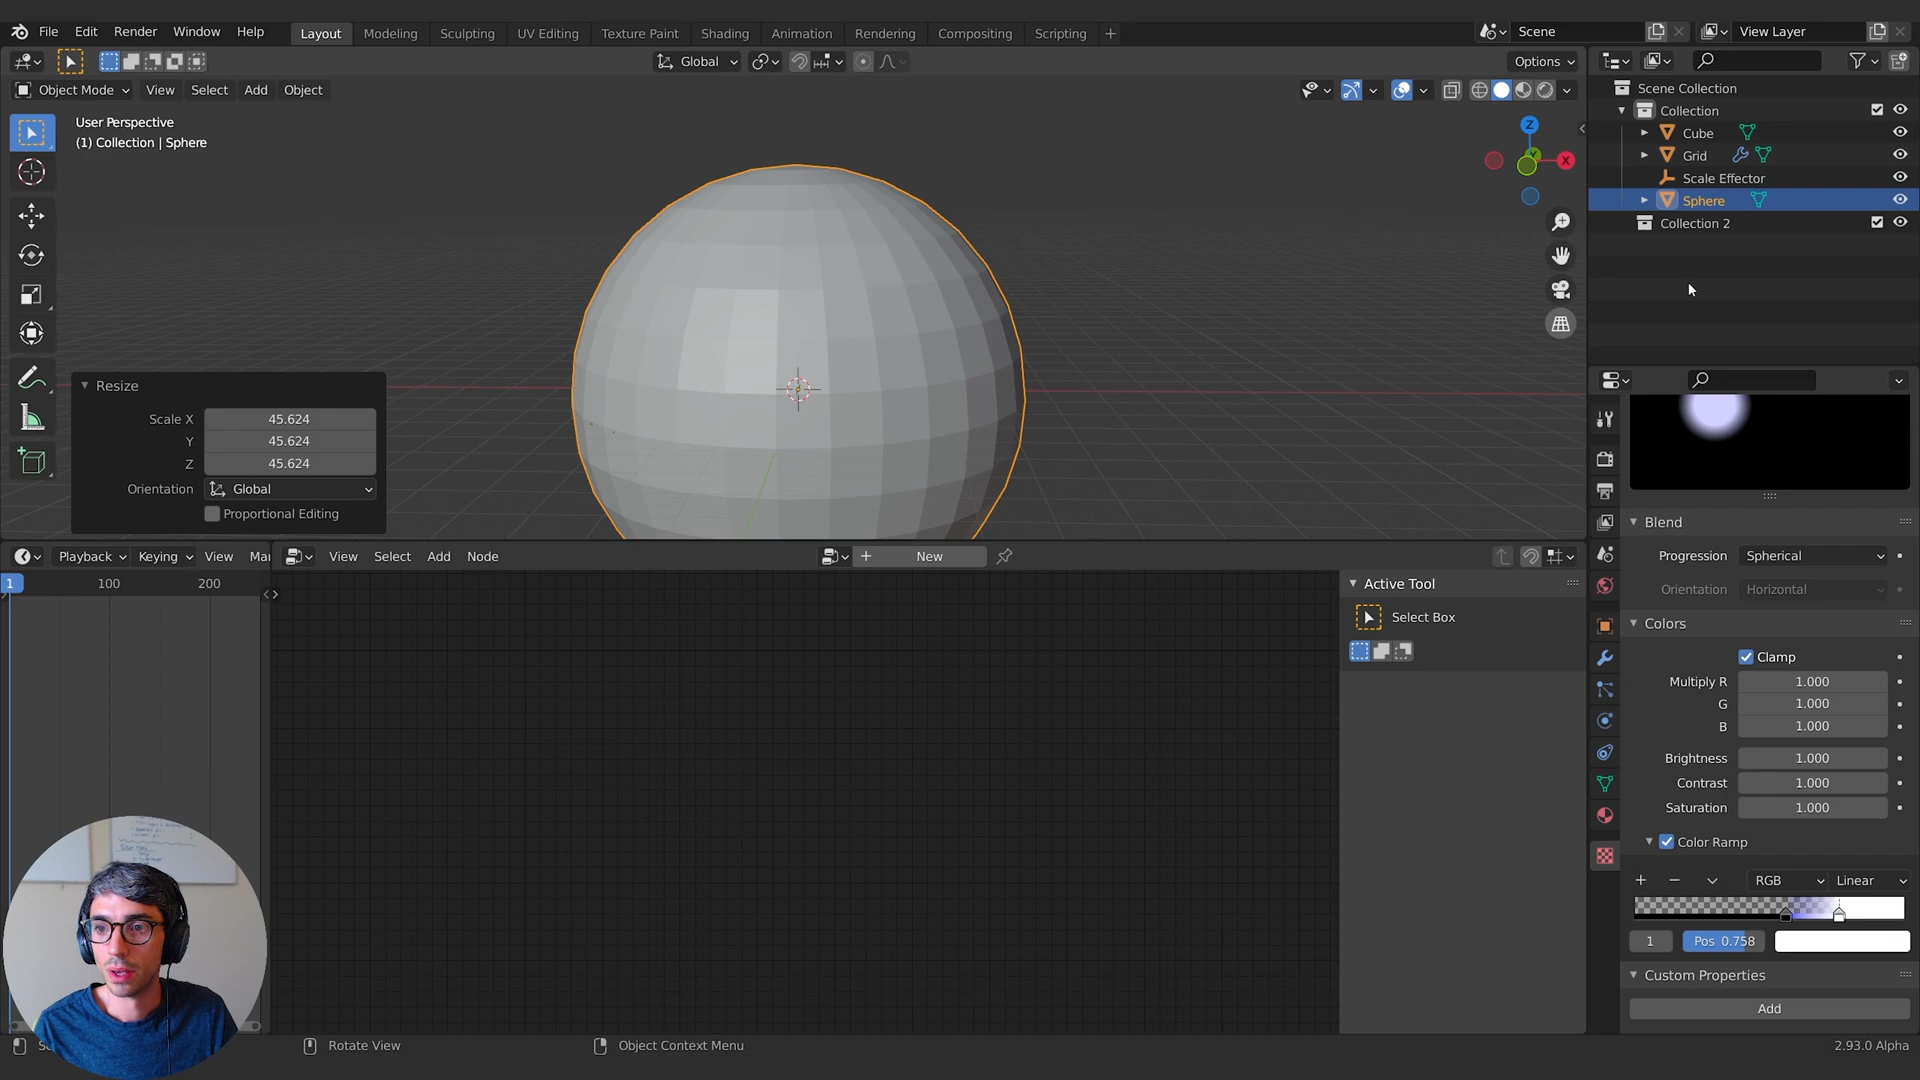 File Edit Render Window Help Layout Modeling Sculpting UV Editing Texture Paint Shading Animation Rendering Compositing Scripting + Scene View Layer
Global Options
Object Mode View Select Add Object
User Perspective
(1) Collection | Sphere
Z
Y
X
Scene Collection
Collection
Cube
Grid
Scale Effector
Sphere
Collection 2
Resize
Scale X 45.624
Y 45.624
Z 45.624
Orientation Global
Proportional Editing
Playback Keying View Mar
1 100 200
View Select Add Node + New
Active Tool
Select Box
Blend
Progression Spherical
Orientation Horizontal
Colors
Clamp
Multiply R 1.000
G 1.000
B 1.000
Brightness 1.000
Contrast 1.000
Saturation 1.000
Color Ramp
+ − RGB Linear
1 Pos 0.758
Custom Properties
Add
Rotate View Object Context Menu 2.93.0 Alpha